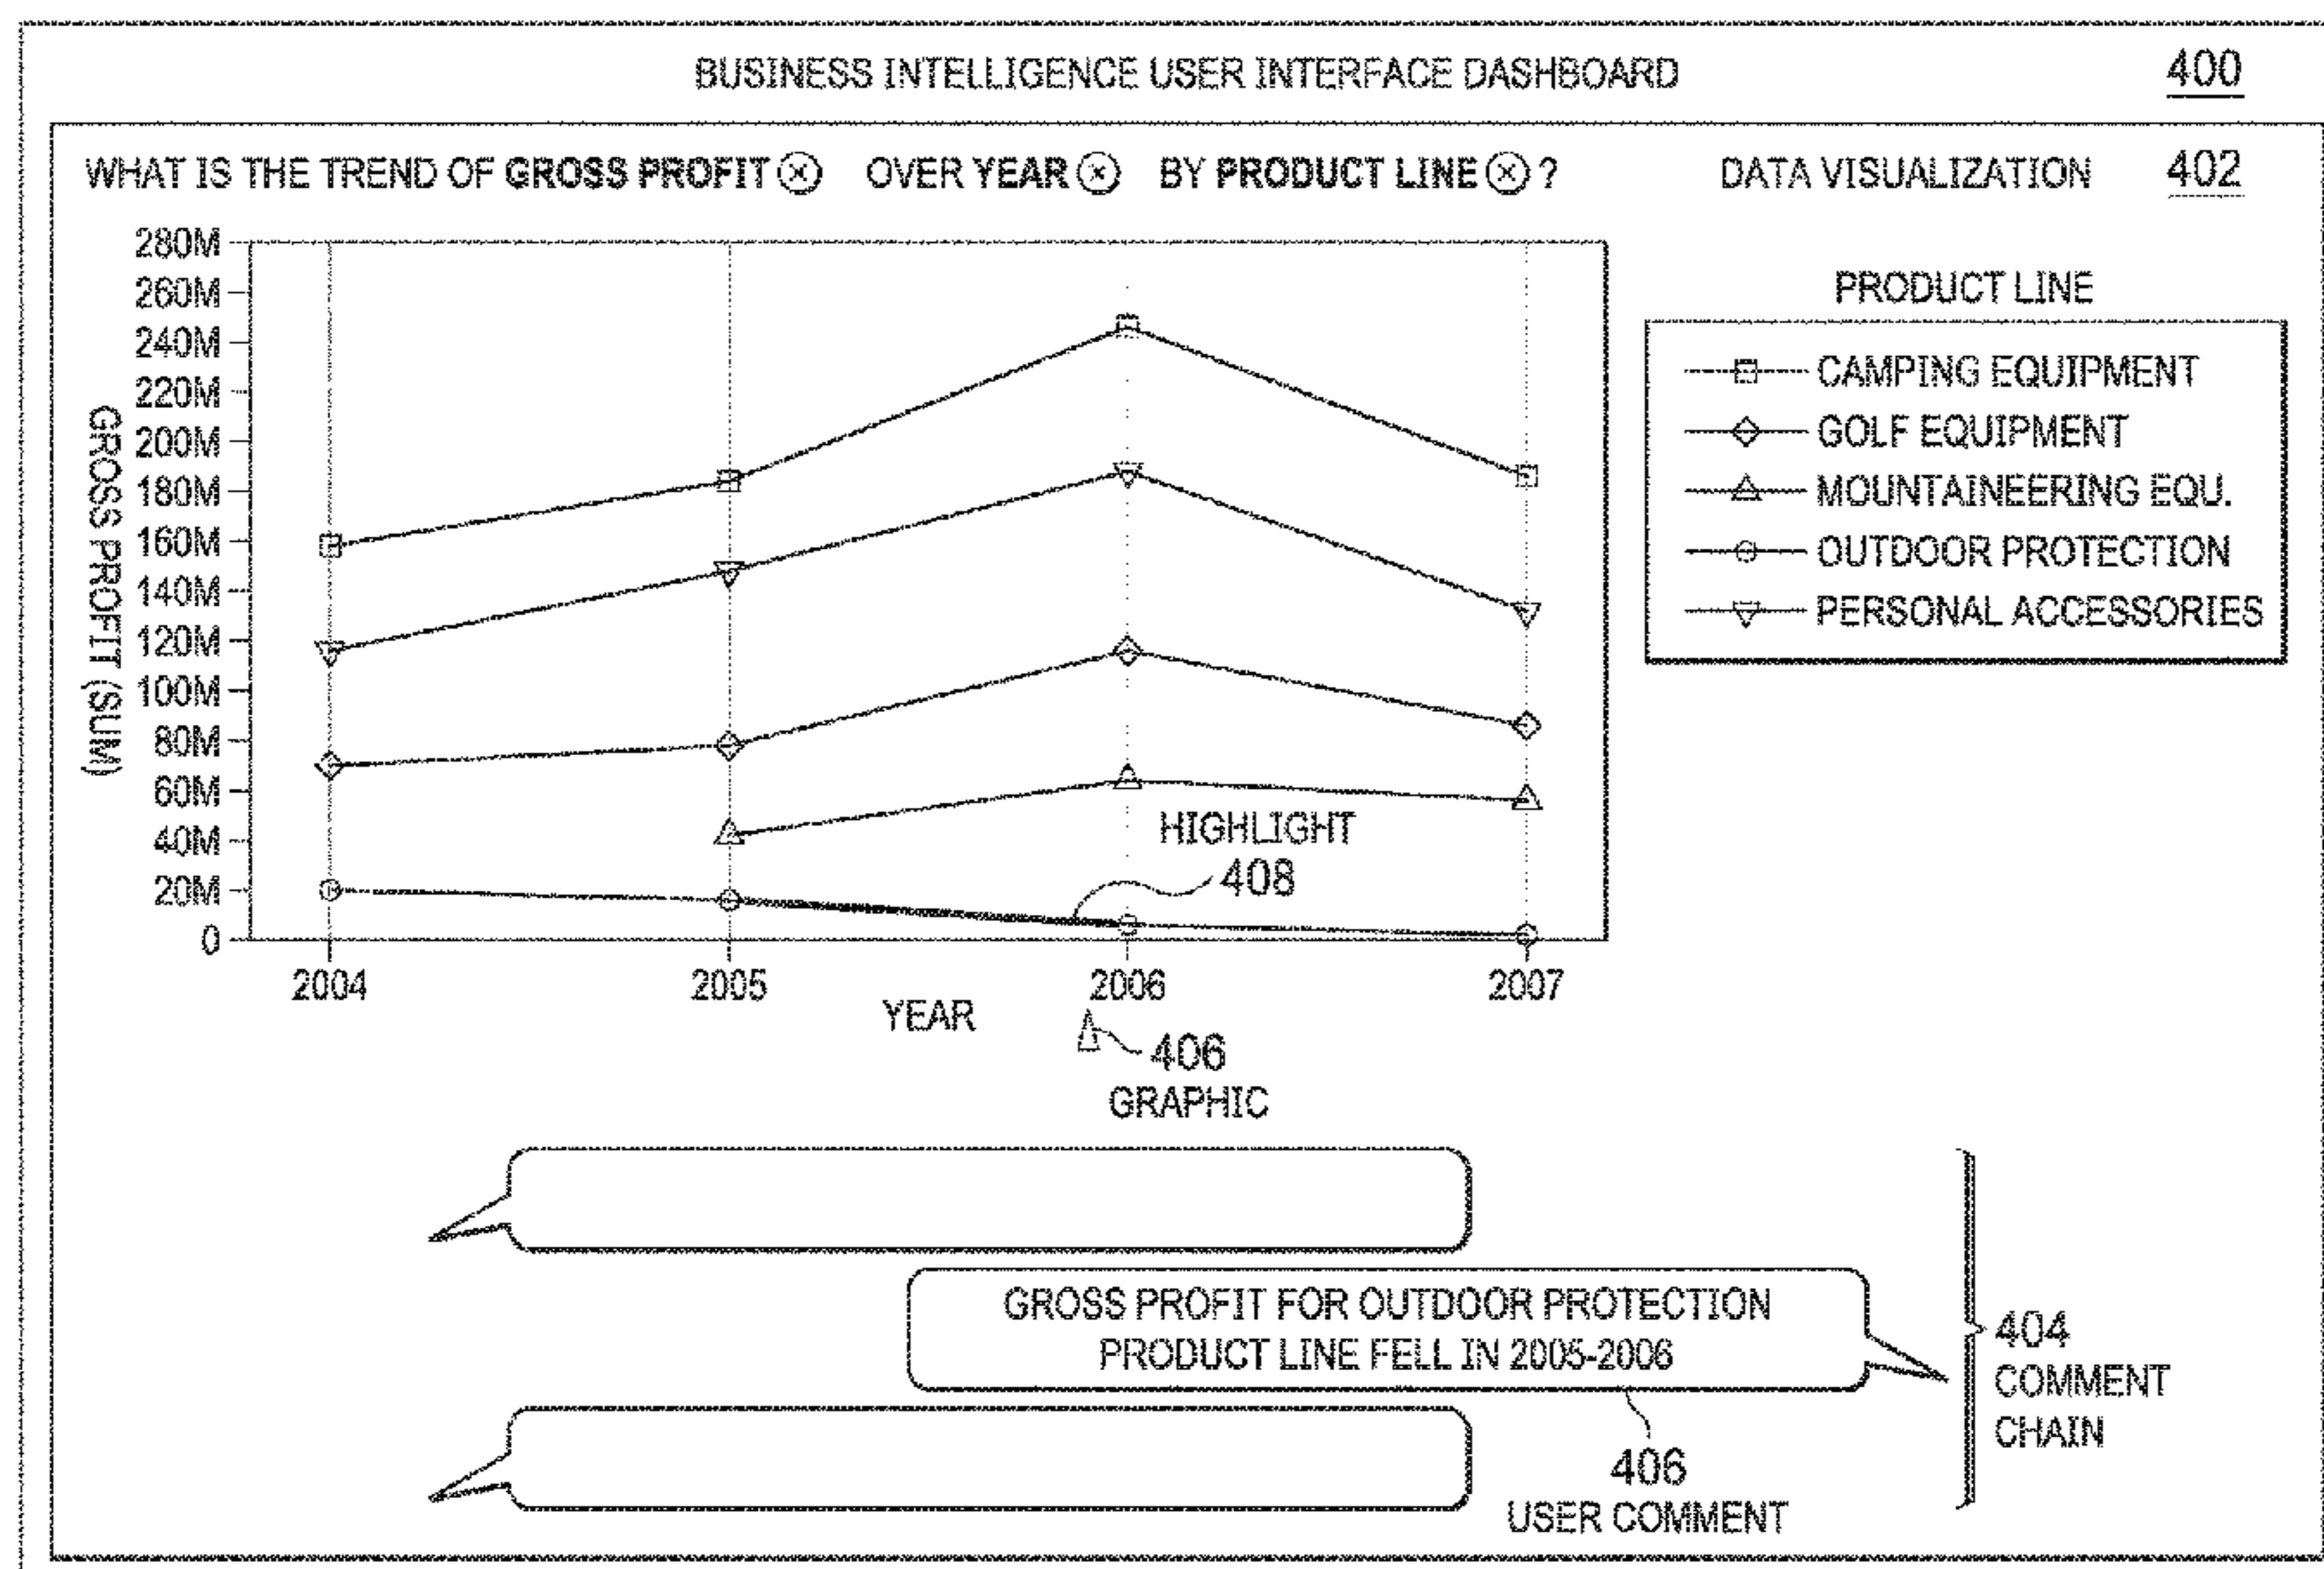 BUSINESS INTELLIGENCE USER INTERFACE DASHBOARD 400
WHAT IS THE TREND OF GROSS PROFIT ⓧ OVER YEAR ⓧ BY PRODUCT LINE ⓧ ? DATA VISUALIZATION 402
280M
260M
240M
220M
200M
180M
160M
140M
120M
100M
80M
60M
40M
20M
0
GROSS PROFIT (SUM)
2004 2005 2006 2007
YEAR
HIGHLIGHT
408
PRODUCT LINE
CAMPING EQUIPMENT
GOLF EQUIPMENT
MOUNTAINEERING EQU.
OUTDOOR PROTECTION
PERSONAL ACCESSORIES
406
GRAPHIC
GROSS PROFIT FOR OUTDOOR PROTECTION
PRODUCT LINE FELL IN 2005-2006
406
USER COMMENT
404
COMMENT
CHAIN